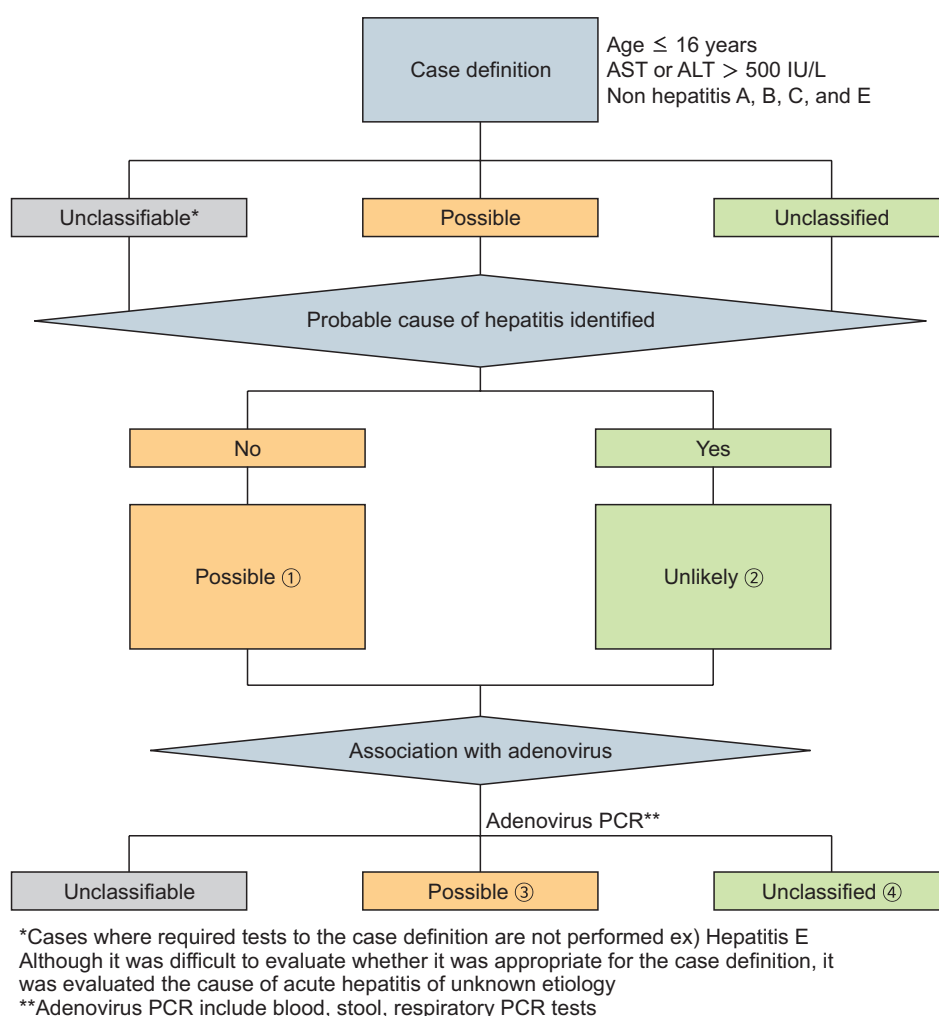 Case definition
Age ≤ 16 years
AST or ALT > 500 IU/L
Non hepatitis A, B, C, and E
Unclassifiable*
Possible
Unclassified
Probable cause of hepatitis identified
No
Yes
Possible ①
Unlikely ②
Association with adenovirus
Adenovirus PCR**
Unclassifiable
Possible ③
Unclassified ④
*Cases where required tests to the case definition are not performed ex) Hepatitis E
Although it was difficult to evaluate whether it was appropriate for the case definition, it
was evaluated the cause of acute hepatitis of unknown etiology
**Adenovirus PCR include blood, stool, respiratory PCR tests